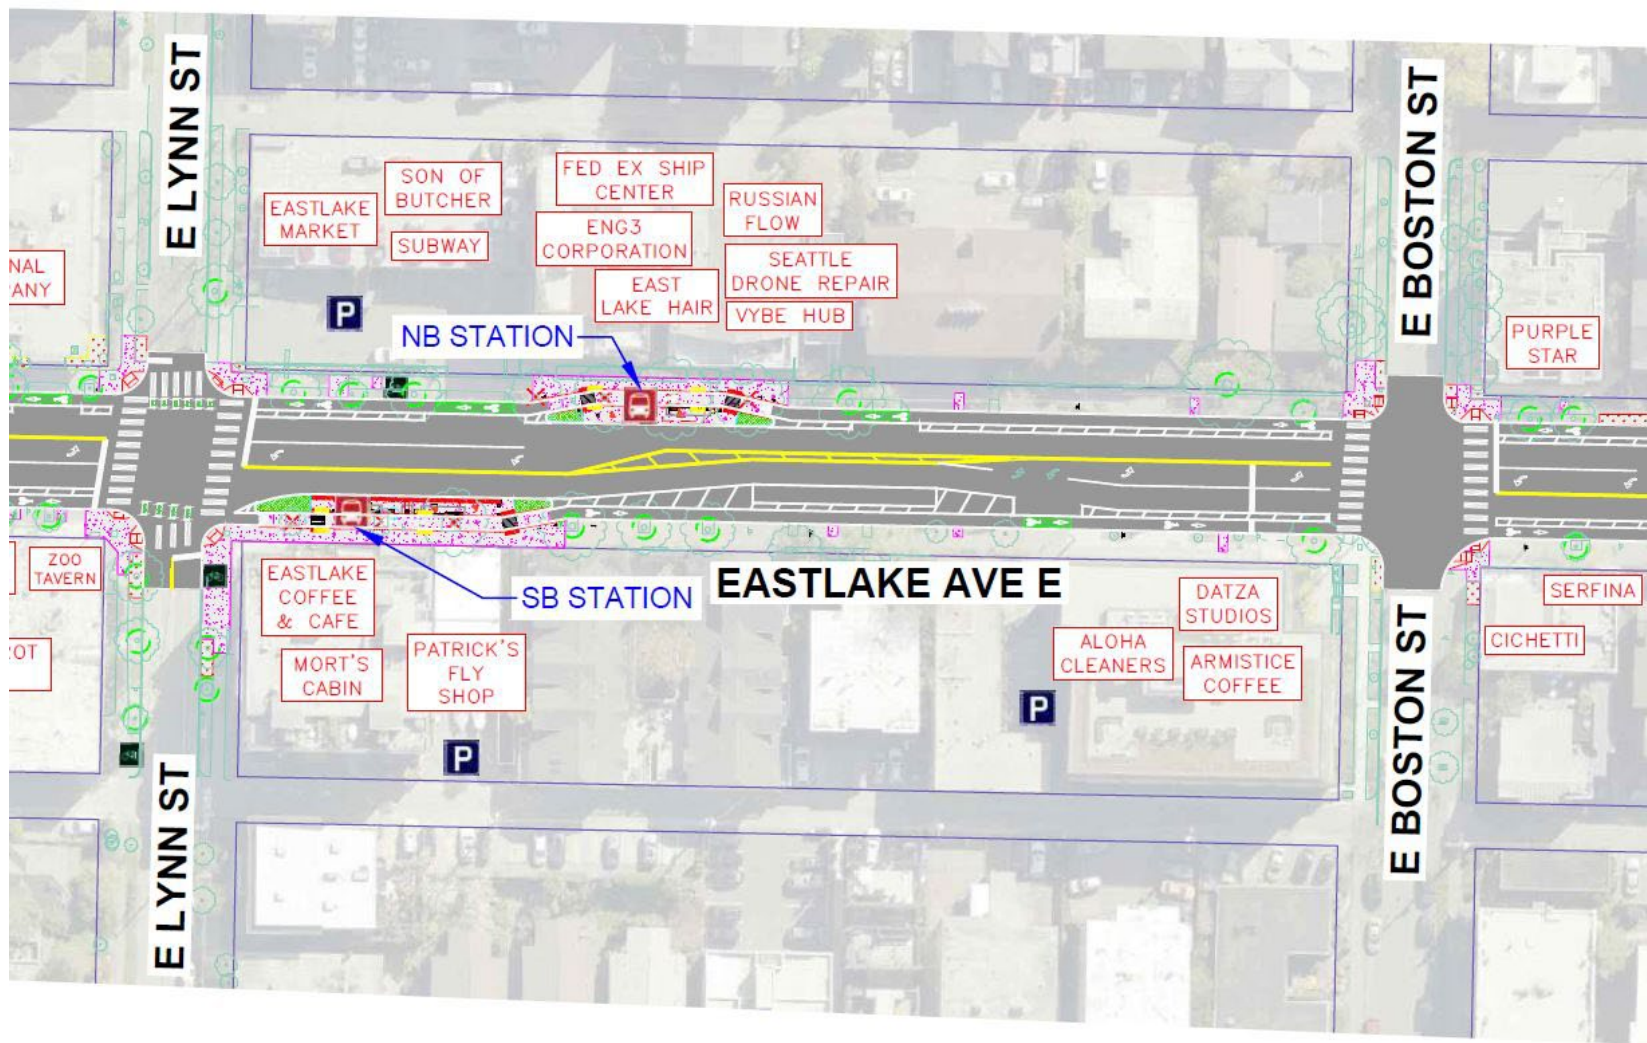 E LYNN ST
E BOSTON ST
SON OF
BUTCHER
FED EX SHIP
CENTER
EASTLAKE
MARKET
SUBWAY
ENG3
CORPORATION
RUSSIAN
FLOW
SEATTLE
DRONE REPAIR
EAST
LAKE HAIR
VYBE HUB
NAL
ANY
P
NB STATION
PURPLE
STAR
ZOO
TAVERN
EASTLAKE
COFFEE
& CAFE
SB STATION
EASTLAKE AVE E
DATZA
STUDIOS
SERFINA
OT
MORT'S
CABIN
PATRICK'S
FLY
SHOP
ALOHA
CLEANERS
ARMISTICE
COFFEE
CICHETTI
P
P
E LYNN ST
E BOSTON ST